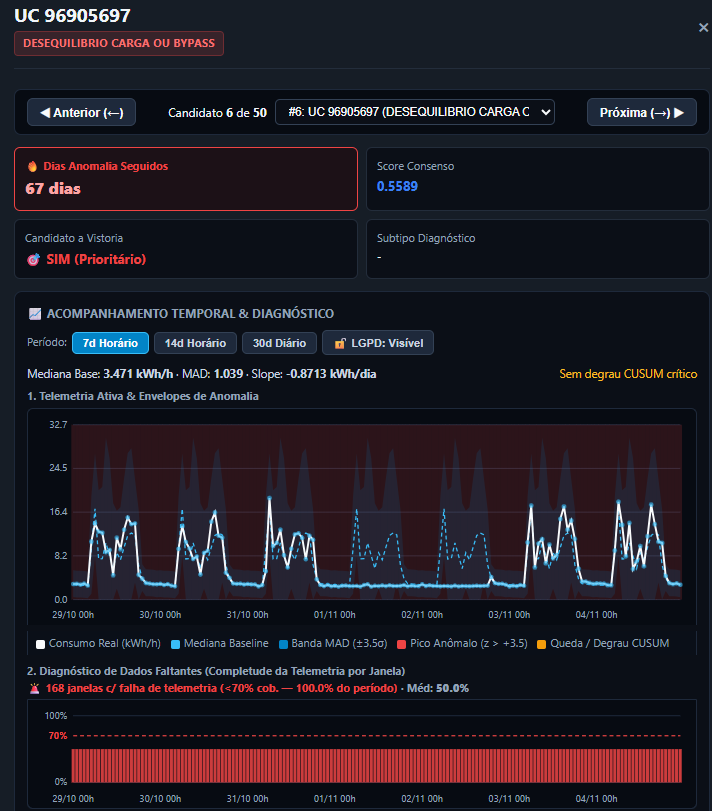 UC 96905697
×
DESEQUILIBRIO CARGA OU BYPASS
◀ Anterior (←)
Candidato 6 de 50
#6: UC 96905697 (DESEQUILIBRIO CARGA C
Próxima (→) ▶
🔥 Dias Anomalia Seguidos
67 dias
Score Consenso
0.5589
Candidato a Vistoria
🎯 SIM (Prioritário)
Subtipo Diagnóstico
-
📈 ACOMPANHAMENTO TEMPORAL & DIAGNÓSTICO
Período: 7d Horário 14d Horário 30d Diário 🔓 LGPD: Visível
Mediana Base: 3.471 kWh/h · MAD: 1.039 · Slope: -0.8713 kWh/dia
Sem degrau CUSUM crítico
1. Telemetria Ativa & Envelopes de Anomalia
32.7
24.5
16.4
8.2
0.0
29/10 00h 30/10 00h 31/10 00h 01/11 00h 02/11 00h 03/11 00h 04/11 00h
Consumo Real (kWh/h) Mediana Baseline Banda MAD (±3.5σ) Pico Anômalo (z > +3.5) Queda / Degrau CUSUM
2. Diagnóstico de Dados Faltantes (Completude da Telemetria por Janela)
🚨 168 janelas c/ falha de telemetria (<70% cob. — 100.0% do período) · Méd: 50.0%
100%
70%
0%
29/10 00h 30/10 00h 31/10 00h 01/11 00h 02/11 00h 03/11 00h 04/11 00h